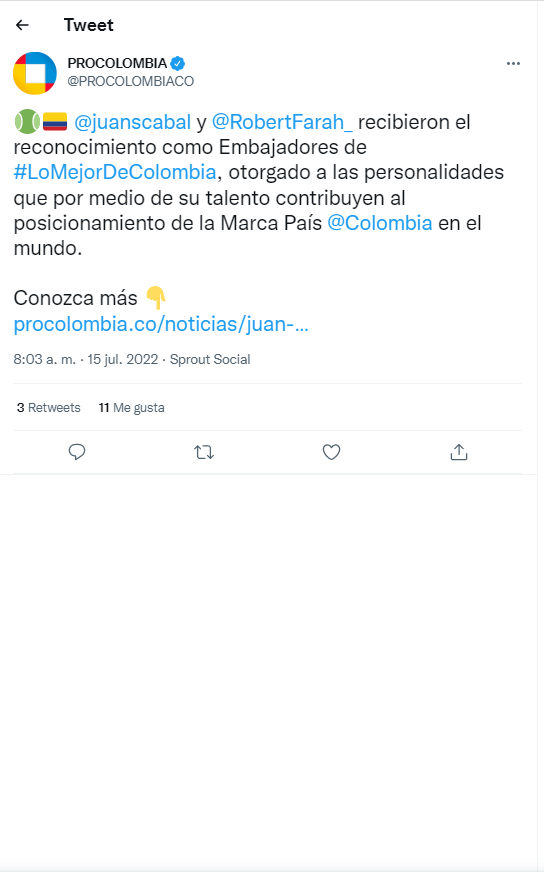 Tweet
PROCOLOMBIA
@PROCOLOMBIACO
@juanscabal y @RobertFarah_ recibieron el
reconocimiento como Embajadores de
#LoMejorDeColombia, otorgado a las personalidades
que por medio de su talento contribuyen al
posicionamiento de la Marca País @Colombia en el
mundo.
Conozca más 👇
procolombia.co/noticias/juan-...
8:03 a. m. · 15 jul. 2022 · Sprout Social
3 Retweets 11 Me gusta